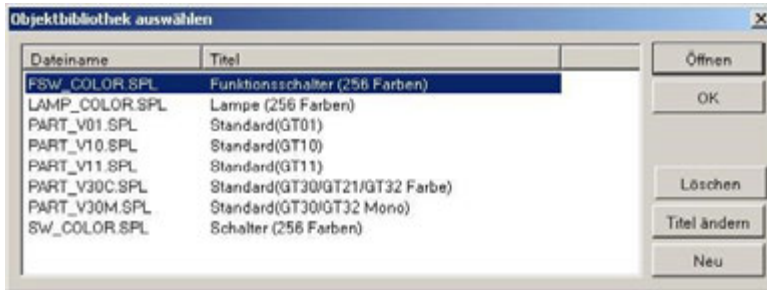 Objektbibliothek auswählen
Dateiname Titel
FSW_COLOR.SPL Funktionsschalter (256 Farben)
LAMP_COLOR.SPL Lampe (256 Farben)
PART_V01.SPL Standard(GT01)
PART_V10.SPL Standard(GT10)
PART_V11.SPL Standard(GT11)
PART_V30C.SPL Standard(GT30/GT21/GT32 Farbe)
PART_V30M.SPL Standard(GT30/GT32 Mono)
SW_COLOR.SPL Schalter (256 Farben)
Öffnen
OK
Löschen
Titel ändern
Neu